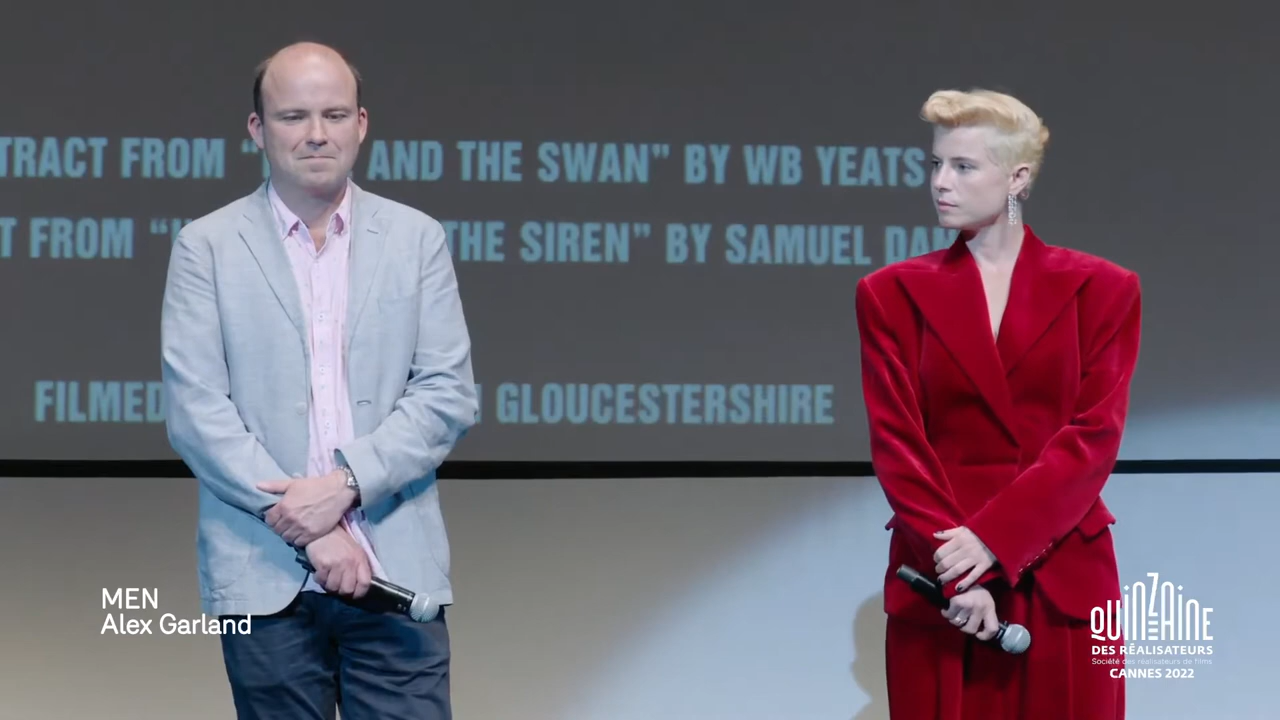 TRACT FROM “ AND THE SWAN” BY WB YEATS
T FROM “ THE SIREN” BY SAMUEL
FILMED GLOUCESTERSHIRE
MEN
Alex Garland
QUINZAINE
DES RÉALISATEURS
Société des réalisateurs de films
CANNES 2022